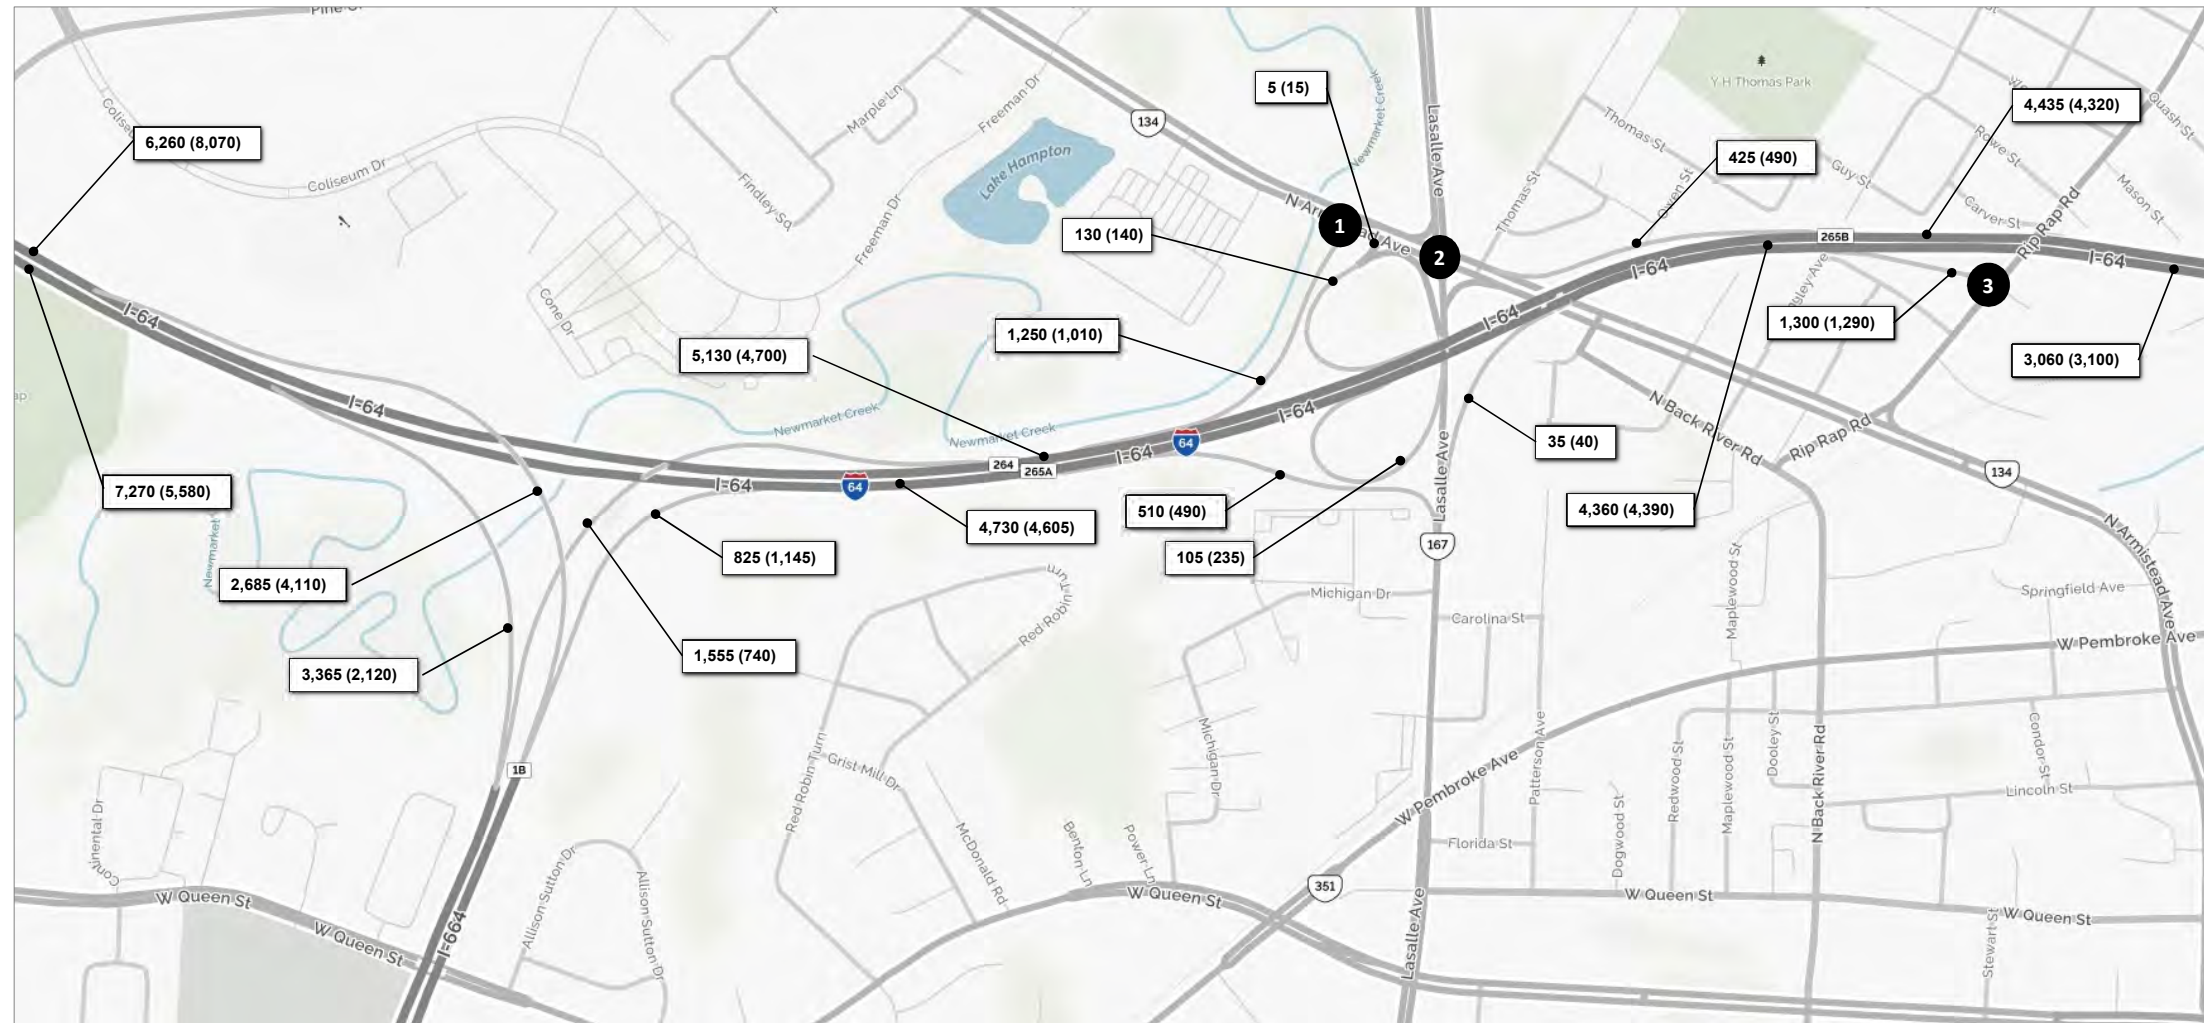 Pine C
5 (15)
4,435 (4,320)
6,260 (8,070)
134
Marple Ln
Freeman Dr
Lake Hampton
Newmarket Creek
Lasalle Ave
Y H Thomas Park
Quash St
Thomas St
425 (490)
Rowe St
Guy St
Mason St
Coliseum Dr
Findley Sq
Freeman Dr
130 (140)
N Ar
1
ad Ave
2
Thomas St
Owen St
Carver St
Rip Rap Rd
265B
I-64
I-64
3
gley Ave
1,300 (1,290)
3,060 (3,100)
I-64
Cone Dr
5,130 (4,700)
1,250 (1,010)
I-64
I-64
I-64
Newmarket Creek
Newmarket Creek
N Back River Rd
Rip Rap Rd
35 (40)
264
265A
I-64
64
I-64
64
134
7,270 (5,580)
4,730 (4,605)
510 (490)
105 (235)
Lasalle Ave
167
4,360 (4,390)
N Armistead Ave
825 (1,145)
Newmarket
2,685 (4,110)
Red Robin Turn
Michigan Dr
Carolina St
Maplewood St
Springfield Ave
W Pembroke Ave
1,555 (740)
3,365 (2,120)
1B
Red Robin Turn
Grist Mill Dr
Michigan Dr
Patterson Ave
W Pembroke Ave
Redwood St
Maplewood St
Dooley St
N Back River Rd
Condor St
Lincoln St
Continental Dr
Allison Sutton Dr
Allison Sutton Dr
McDonald Rd
Benton Ln
Power Ln
Florida St
Dogwood St
351
W Queen St
W Queen St
W Queen St
W Queen St
W Queen St
I-664
Lasalle Ave
Stewart St